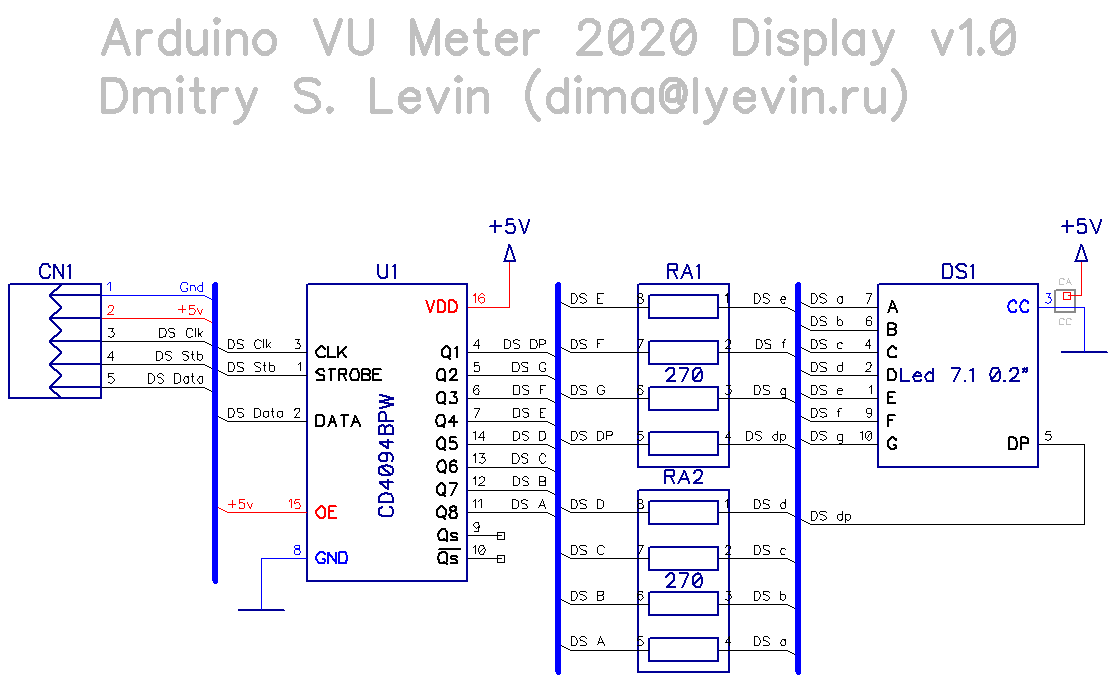 Arduino VU Meter 2020 Display v1.0
Dmitry S. Levin (dima@lyevin.ru)
+5V
+5V
CN1
U1
RA1
DS1
1 Gnd
2 +5v
3 DS Clk
4 DS Stb
5 DS Data
DS Clk 3 CLK
DS Stb 1 STROBE
DS Data 2 DATA
+5v 15 OE
8 GND
CD4094BPW
VDD 16
Q1 4 DS DP
Q2 5 DS G
Q3 6 DS F
Q4 7 DS E
Q5 14 DS D
Q6 13 DS C
Q7 12 DS B
Q8 11 DS A
Qs 9
Qs 10
DS E 8 1 DS e
DS F 7 2 DS f
270
DS G 6 3 DS g
DS DP 5 4 DS dp
RA2
DS D 8 1 DS d
DS C 7 2 DS c
270
DS B 6 3 DS b
DS A 5 4 DS a
DS a 7 A
DS b 6 B
DS c 4 C
DS d 2 D
DS e 1 E
DS f 9 F
DS g 10 G
Led 7.1 0.2"
CC 3
CA
CC
DP 5
DS dp